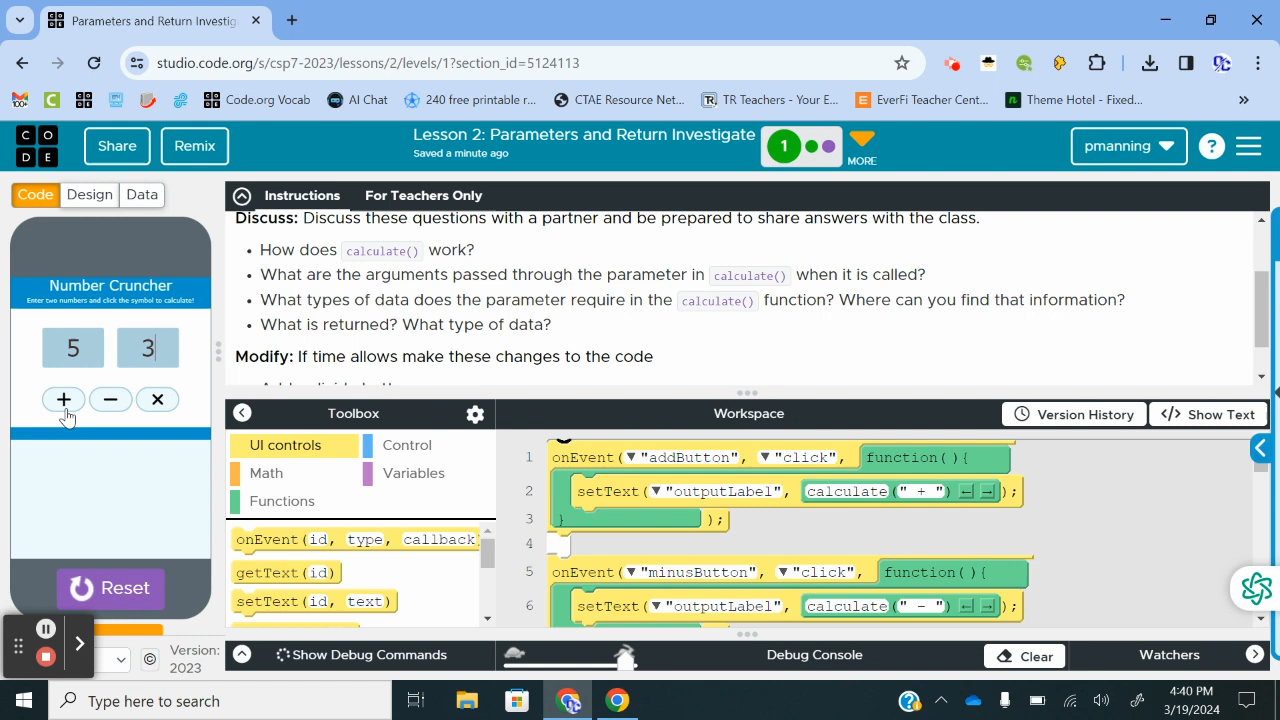 Parameters and Return Investig
studio.code.org/s/csp7-2023/lessons/2/levels/1?section_id=5124113
Code.org Vocab
AI Chat
240 free printable r...
CTAE Resource Net...
TR Teachers - Your E...
EverFi Teacher Cent...
Theme Hotel - Fixed...
C O
D E
Share
Remix
Lesson 2: Parameters and Return Investigate
Saved a minute ago
1
MORE
pmanning
?
Code
Design
Data
Instructions
For Teachers Only
Discuss: Discuss these questions with a partner and be prepared to share answers with the class.
• How does calculate() work?
• What are the arguments passed through the parameter in calculate() when it is called?
• What types of data does the parameter require in the calculate() function? Where can you find that information?
• What is returned? What type of data?
Modify: If time allows make these changes to the code
Number Cruncher
Enter two numbers and click the symbol to calculate!
5
3
+
−
×
Reset
Version:
2023
©
Toolbox
Workspace
Version History
</> Show Text
UI controls
Control
Math
Variables
Functions
onEvent(id, type, callback
getText(id)
setText(id, text)
1 onEvent(▼"addButton", ▼"click", function(){
2 setText(▼"outputLabel", calculate(" + ") ← →);
3 } );
4
5 onEvent(▼"minusButton", ▼"click", function(){
6 setText(▼"outputLabel", calculate(" - ") ← →);
Show Debug Commands
Debug Console
Clear
Watchers
Type here to search
4:40 PM
3/19/2024